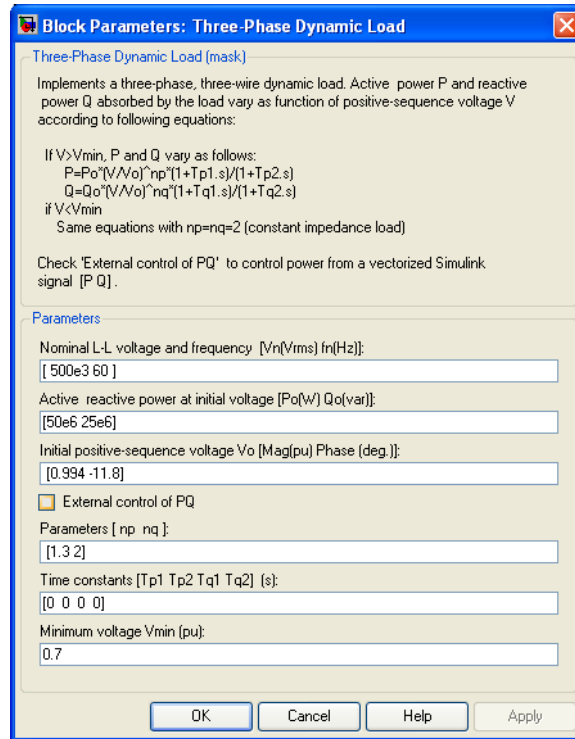 Block Parameters: Three-Phase Dynamic Load
Three-Phase Dynamic Load (mask)
Implements a three-phase, three-wire dynamic load. Active power P and reactive
power Q absorbed by the load vary as function of positive-sequence voltage V
according to following equations:
If V>Vmin, P and Q vary as follows:
P=Po*(V/Vo)^np*(1+Tp1.s)/(1+Tp2.s)
Q=Qo*(V/Vo)^nq*(1+Tq1.s)/(1+Tq2.s)
if V<Vmin
Same equations with np=nq=2 (constant impedance load)
Check 'External control of PQ' to control power from a vectorized Simulink
signal [P Q] .
Parameters
Nominal L-L voltage and frequency [Vn(Vrms) fn(Hz)]:
[ 500e3 60 ]
Active reactive power at initial voltage [Po(W) Qo(var)]:
[50e6 25e6]
Initial positive-sequence voltage Vo [Mag(pu) Phase (deg.)]:
[0.994 -11.8]
External control of PQ
Parameters [ np nq ]:
[1.3 2]
Time constants [Tp1 Tp2 Tq1 Tq2] (s):
[0 0 0 0]
Minimum voltage Vmin (pu):
0.7
OK Cancel Help Apply